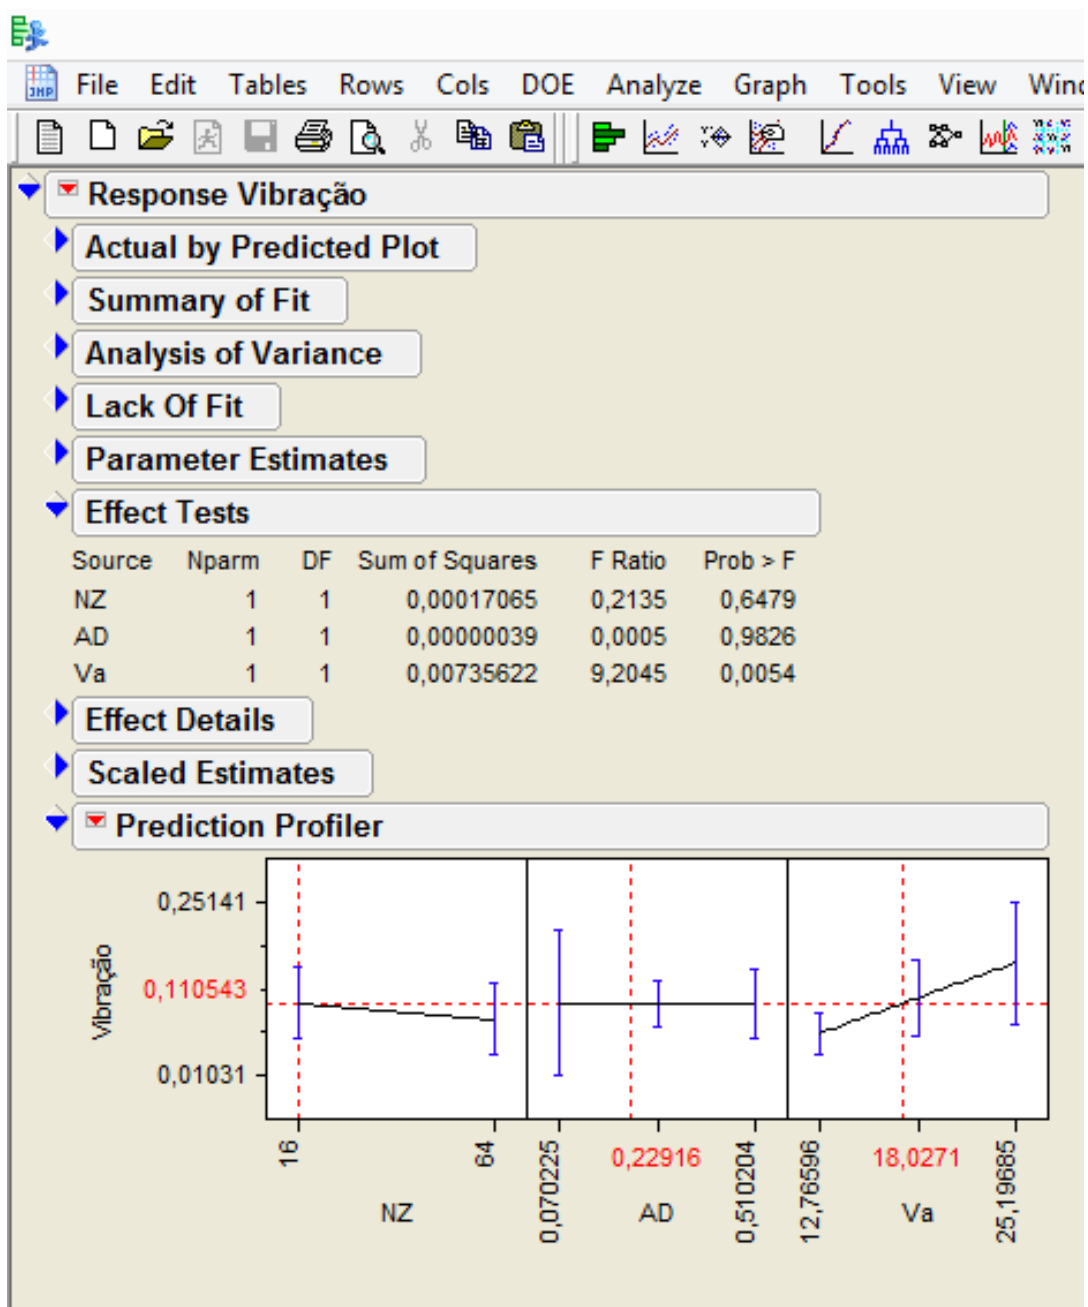 File Edit Tables Rows Cols DOE Analyze Graph Tools View Wind
JMP
Response Vibração
Actual by Predicted Plot
Summary of Fit
Analysis of Variance
Lack Of Fit
Parameter Estimates
Effect Tests
Source Nparm DF Sum of Squares F Ratio Prob > F
NZ 1 1 0,00017065 0,2135 0,6479
AD 1 1 0,00000039 0,0005 0,9826
Va 1 1 0,00735622 9,2045 0,0054
Effect Details
Scaled Estimates
Prediction Profiler
Vibração
0,25141
0,110543
0,01031
16 64 0,070225 0,22916 0,510204 12,76596 18,0271 25,19685
NZ AD Va